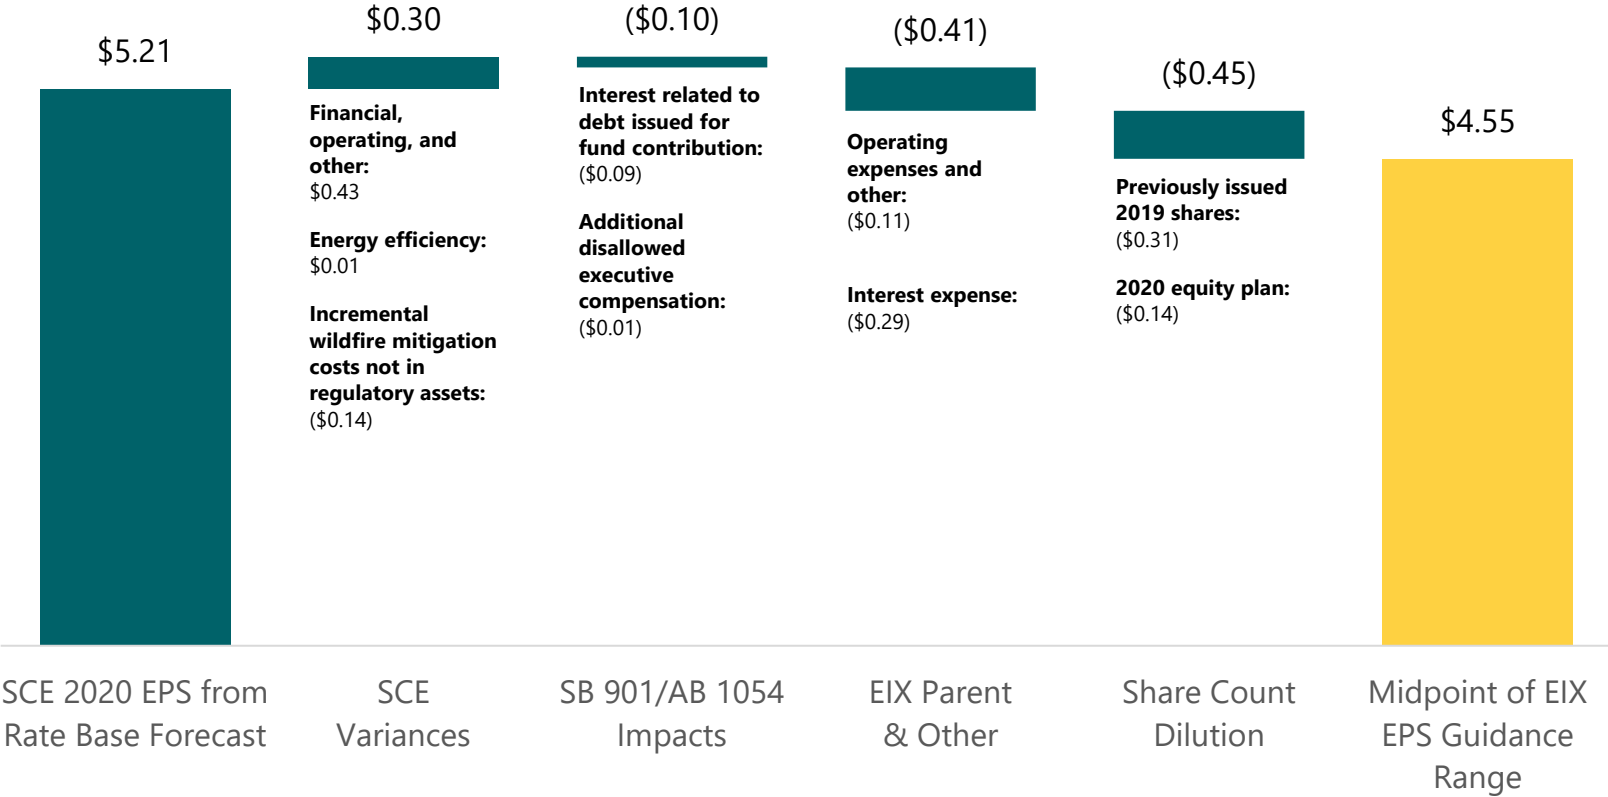 $5.21
$0.30
($0.10)
($0.41)
($0.45)
$4.55
Financial,
operating, and
other:
$0.43
Energy efficiency:
$0.01
Incremental
wildfire mitigation
costs not in
regulatory assets:
($0.14)
Interest related to
debt issued for
fund contribution:
($0.09)
Additional
disallowed
executive
compensation:
($0.01)
Operating
expenses and
other:
($0.11)
Interest expense:
($0.29)
Previously issued
2019 shares:
($0.31)
2020 equity plan:
($0.14)
SCE 2020 EPS from
Rate Base Forecast
SCE
Variances
SB 901/AB 1054
Impacts
EIX Parent
& Other
Share Count
Dilution
Midpoint of EIX
EPS Guidance
Range